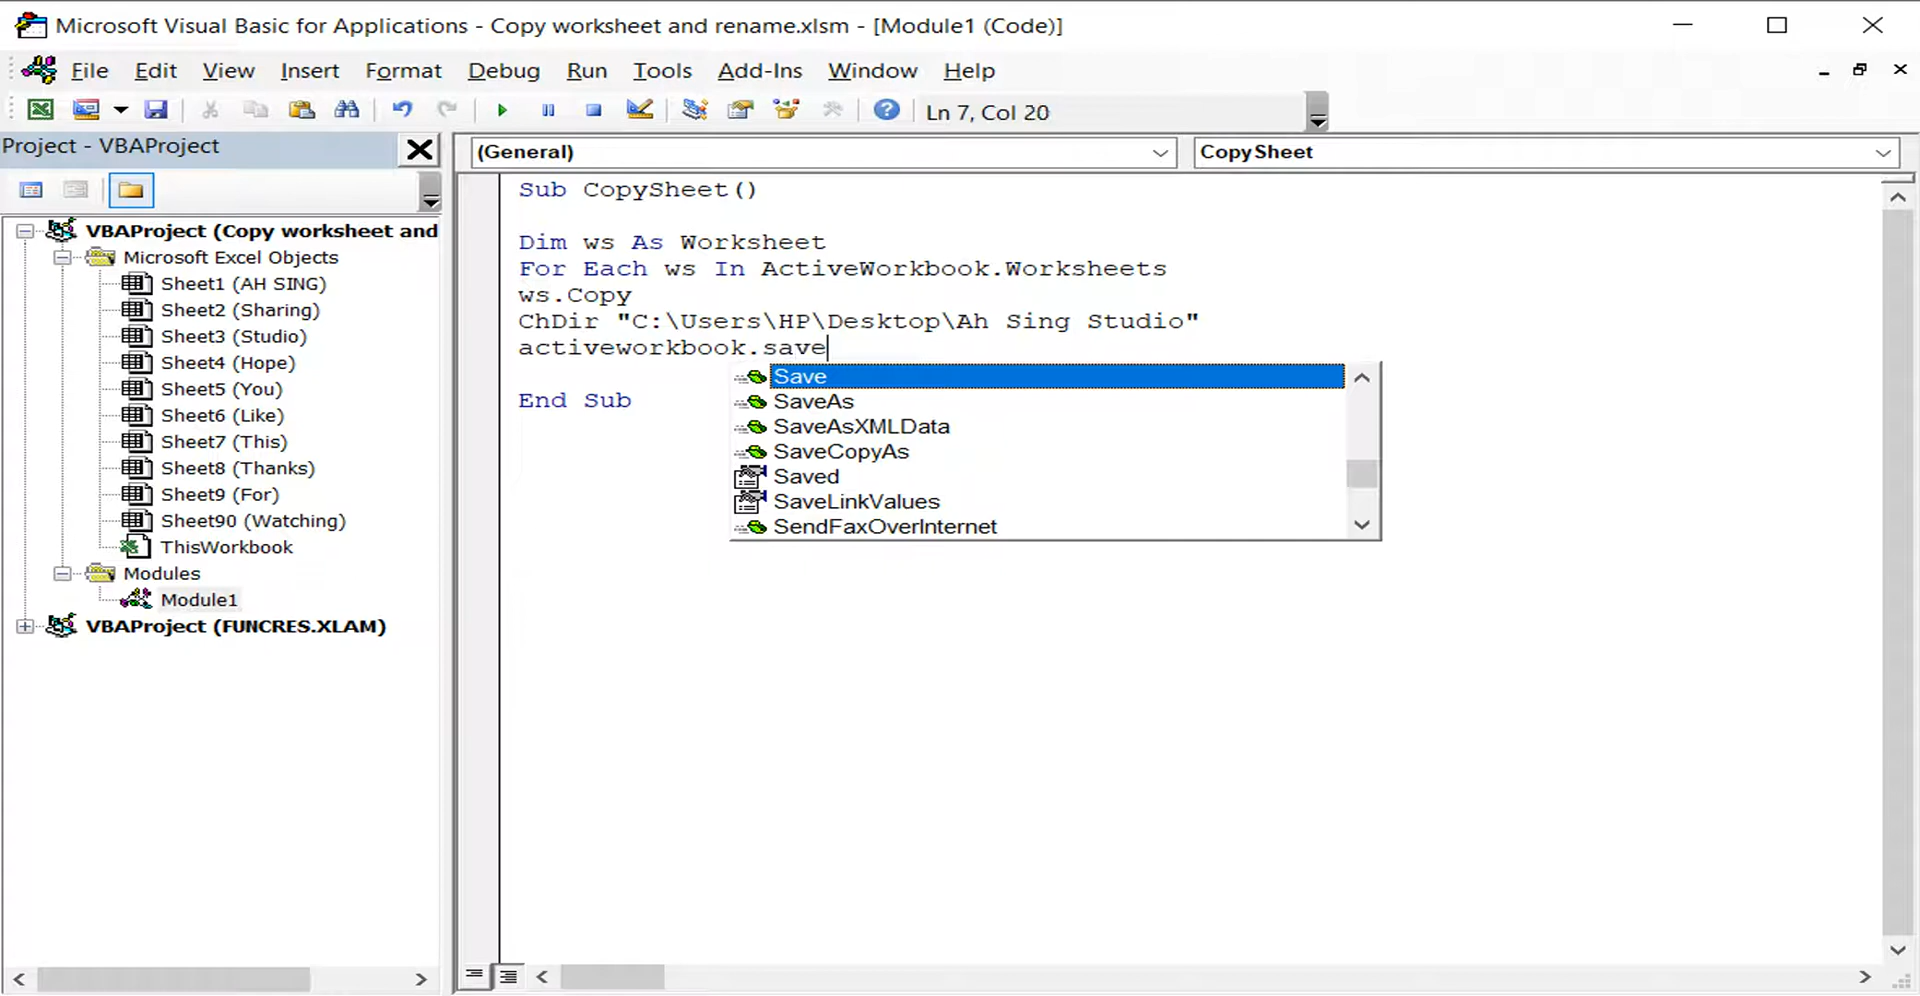 Microsoft Visual Basic for Applications - Copy worksheet and rename.xlsm - [Module1 (Code)]
File Edit View Insert Format Debug Run Tools Add-Ins Window Help
Ln 7, Col 20
Project - VBAProject
(General)
CopySheet
VBAProject (Copy worksheet and
Microsoft Excel Objects
Sheet1 (AH SING)
Sheet2 (Sharing)
Sheet3 (Studio)
Sheet4 (Hope)
Sheet5 (You)
Sheet6 (Like)
Sheet7 (This)
Sheet8 (Thanks)
Sheet9 (For)
Sheet90 (Watching)
ThisWorkbook
Modules
Module1
VBAProject (FUNCRES.XLAM)
Sub CopySheet()
Dim ws As Worksheet
For Each ws In ActiveWorkbook.Worksheets
ws.Copy
ChDir "C:\Users\HP\Desktop\Ah Sing Studio"
activeworkbook.save
Save
SaveAs
SaveAsXMLData
SaveCopyAs
Saved
SaveLinkValues
SendFaxOverInternet
End Sub